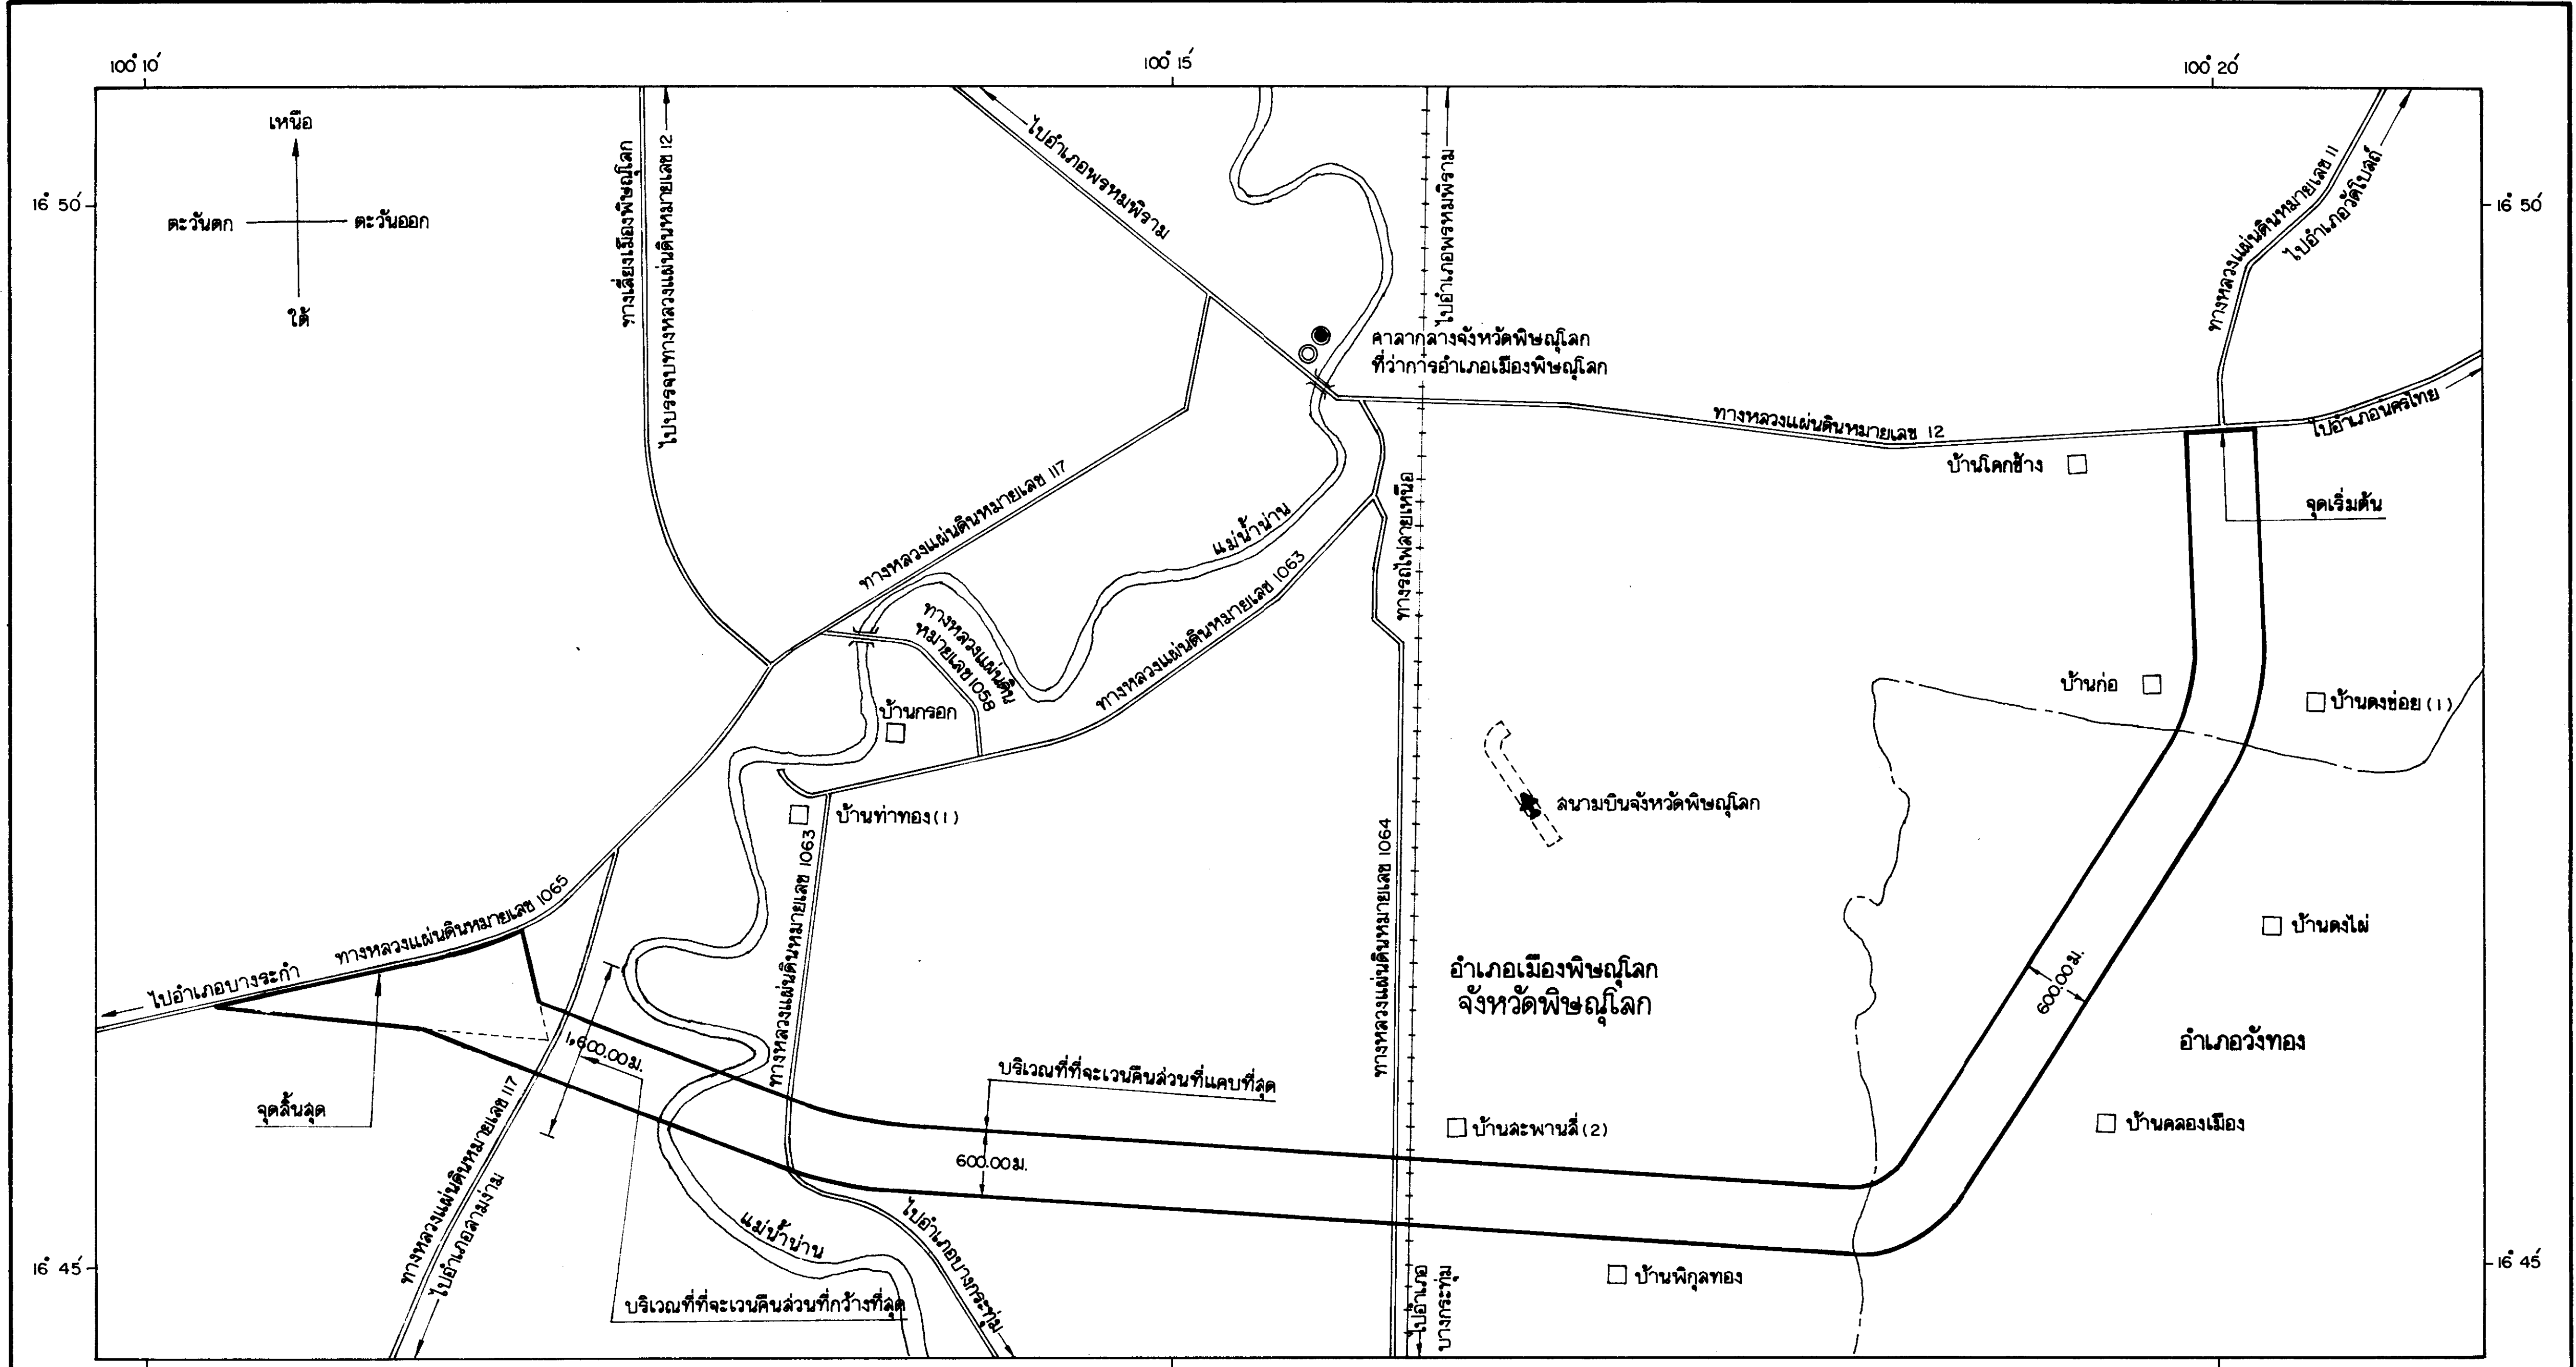 100° 10′
100° 15′
100° 20′
16° 50′
16° 50′
เหนือ
ตะวันตก
ตะวันออก
ใต้
ทางเลี่ยงเมืองพิษณุโลก
ไปบรรจบทางหลวงแผ่นดินหมายเลข 12
ไปอำเภอพรหมพิราม
ไปอำเภอพรหมพิราม
ทางหลวงแผ่นดินหมายเลข 11
ไปอำเภอวัดโบสถ์
ศาลากลางจังหวัดพิษณุโลก
ที่ว่าการอำเภอเมืองพิษณุโลก
ทางหลวงแผ่นดินหมายเลข 12
ไปอำเภอนครไทย
บ้านโคกช้าง
จุดเริ่มต้น
ทางหลวงแผ่นดินหมายเลข 117
แม่น้ำน่าน
ทางรถไฟสายเหนือ
ทางหลวงแผ่นดินหมายเลข 1063
ทางหลวงแผ่นดิน
หมายเลข 1058
บ้านกรอก
บ้านก่อ
บ้านดงข่อย (1)
บ้านท่าทอง (1)
สนามบินจังหวัดพิษณุโลก
ทางหลวงแผ่นดินหมายเลข 1063
ทางหลวงแผ่นดินหมายเลข 1064
ทางหลวงแผ่นดินหมายเลข 1065
ไปอำเภอบางระกำ
บ้านดงไผ่
อำเภอเมืองพิษณุโลก
จังหวัดพิษณุโลก
600.00 ม.
อำเภอวังทอง
1,600.00 ม.
บริเวณที่ที่จะเวนคืนส่วนที่แคบที่สุด
จุดสิ้นสุด
บ้านสะพานสี่ (2)
บ้านคลองเมือง
600.00 ม.
ทางหลวงแผ่นดินหมายเลข 117
ไปอำเภอสามง่าม
แม่น้ำน่าน
ไปอำเภอบางกระทุ่ม
16° 45′
16° 45′
บริเวณที่ที่จะเวนคืนส่วนที่กว้างที่สุด
ไปอำเภอ
บางกระทุ่ม
บ้านพิกุลทอง